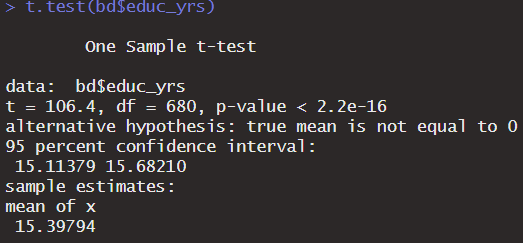 > t.test(bd$educ_yrs)
One Sample t-test
data:  bd$educ_yrs
t = 106.4, df = 680, p-value < 2.2e-16
alternative hypothesis: true mean is not equal to 0
95 percent confidence interval:
15.11379 15.68210
sample estimates:
mean of x
15.39794